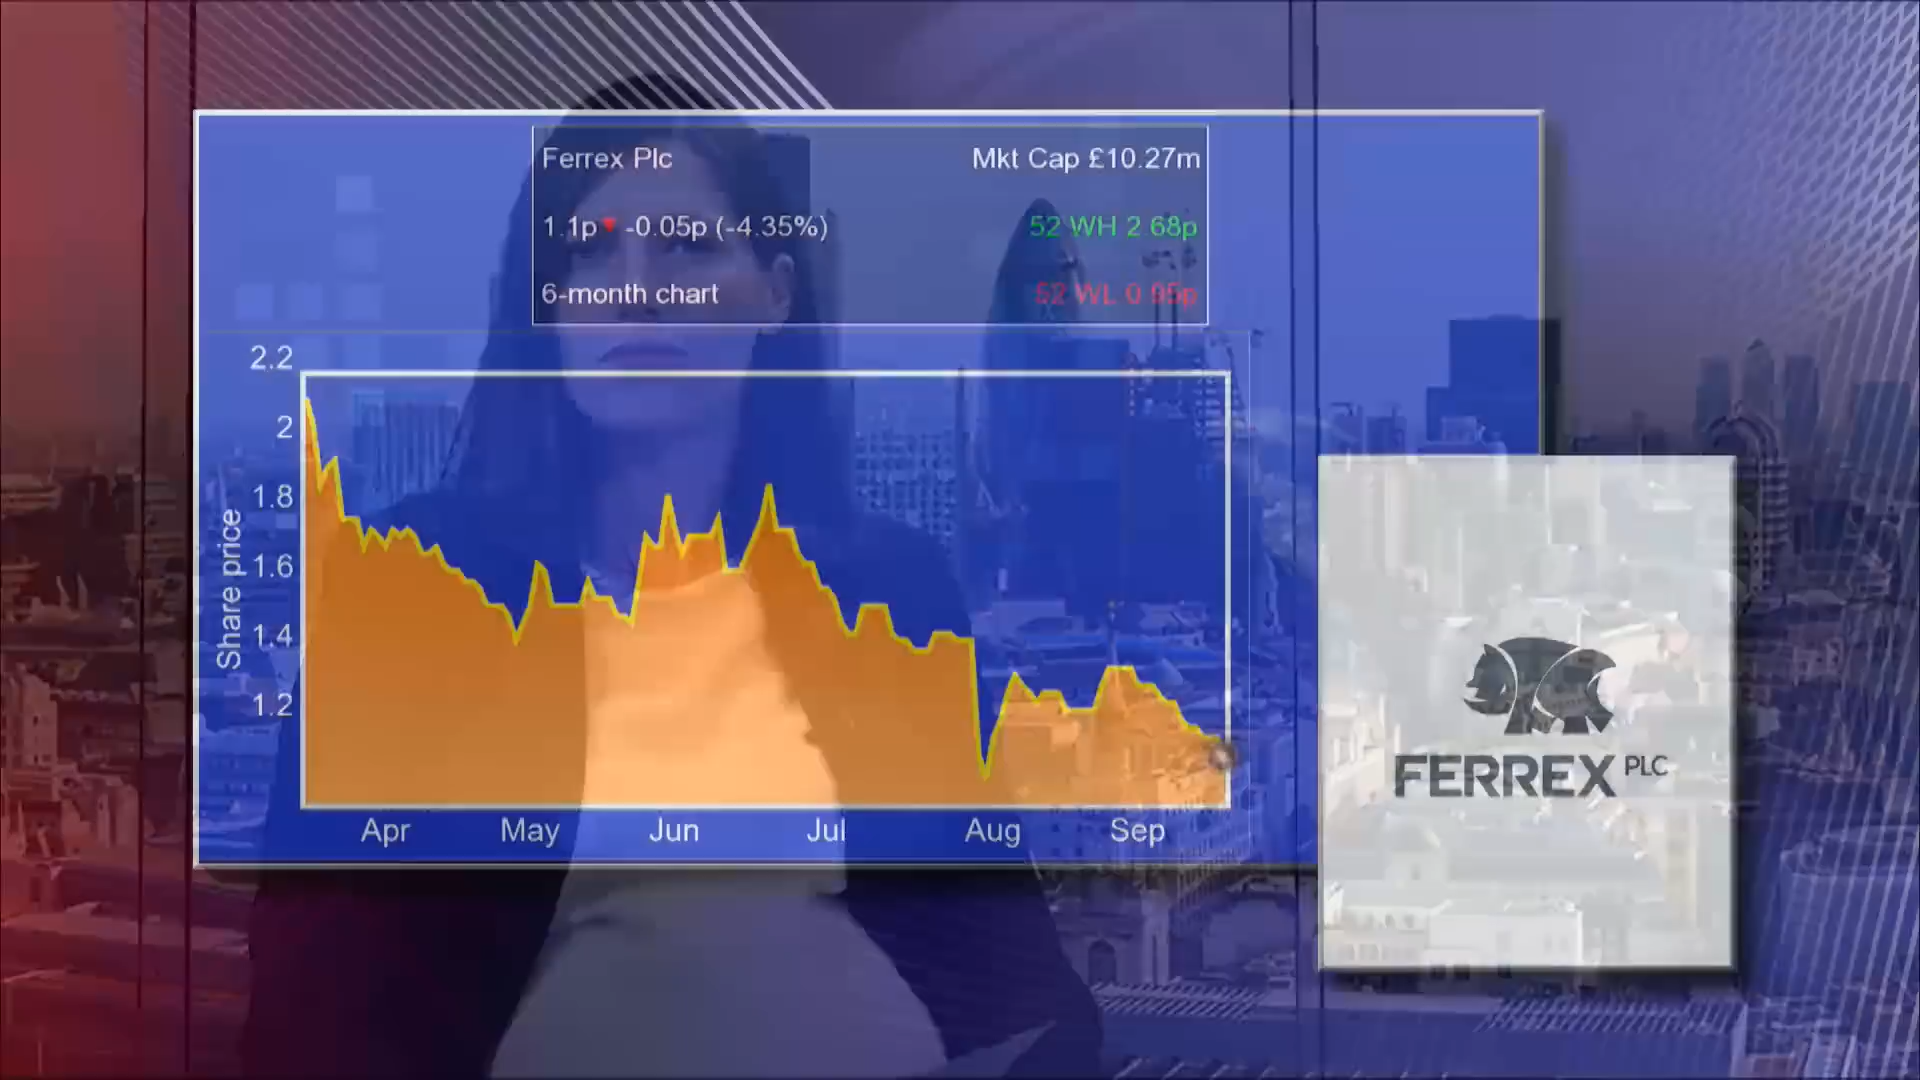 Ferrex Plc
Mkt Cap £10.27m
1.1p -0.05p (-4.35%)
52 WH 2.68p
6-month chart
52 WL 0.95p
Share price
2.2
2
1.8
1.6
1.4
1.2
Apr May Jun Jul Aug Sep
FERREX PLC